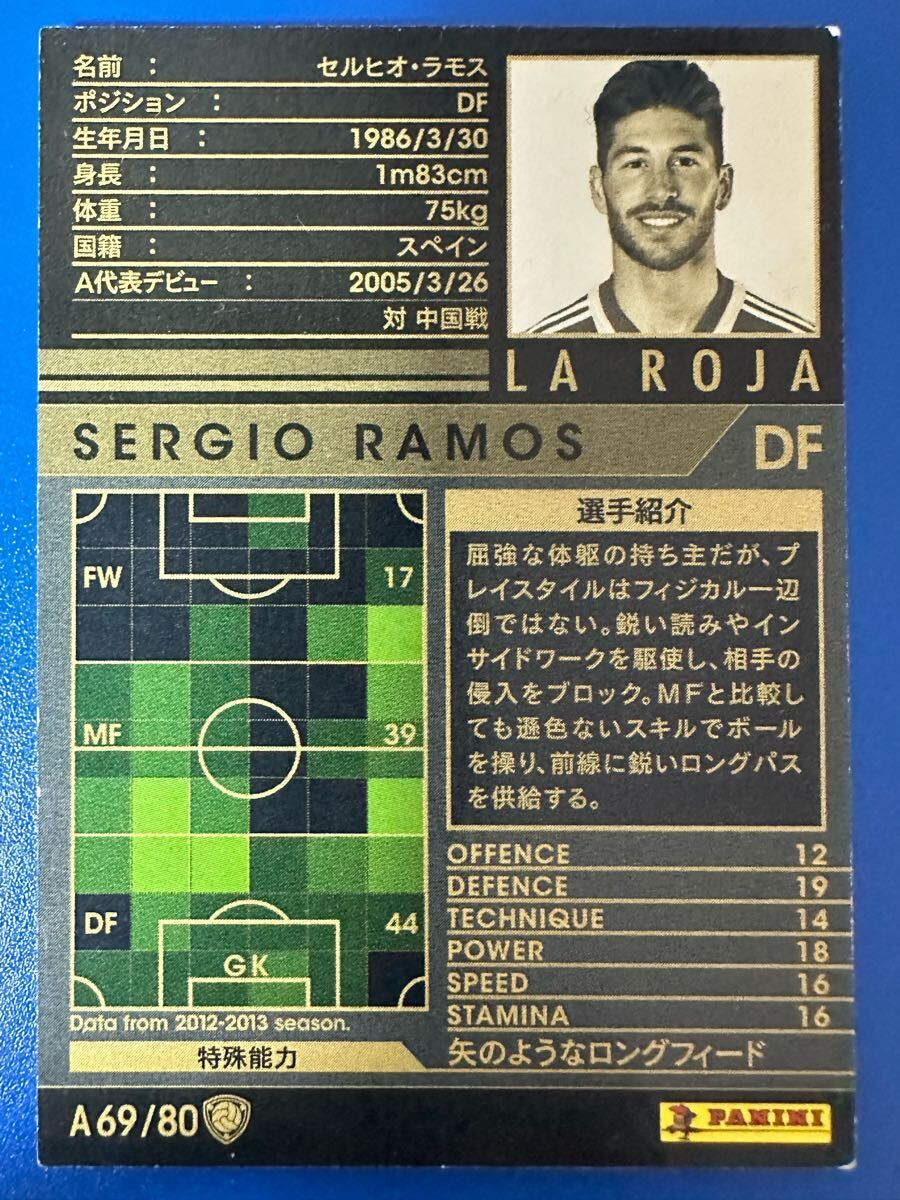 名前 : セルヒオ・ラモス
ポジション : DF
生年月日 : 1986/3/30
身長 : 1m83cm
体重 : 75kg
国籍 : スペイン
A代表デビュー : 2005/3/26
対 中国戦
LA ROJA
SERGIO RAMOS
DF
FW 17
MF 39
DF 44
GK
Data from 2012-2013 season.
選手紹介
屈強な体躯の持ち主だが、プ
レイスタイルはフィジカル一辺
倒ではない。鋭い読みやイン
サイドワークを駆使し、相手の
侵入をブロック。MFと比較し
ても遜色ないスキルでボール
を操り、前線に鋭いロングパス
を供給する。
OFFENCE 12
DEFENCE 19
TECHNIQUE 14
POWER 18
SPEED 16
STAMINA 16
特殊能力 矢のようなロングフィード
A69/80
PANINI